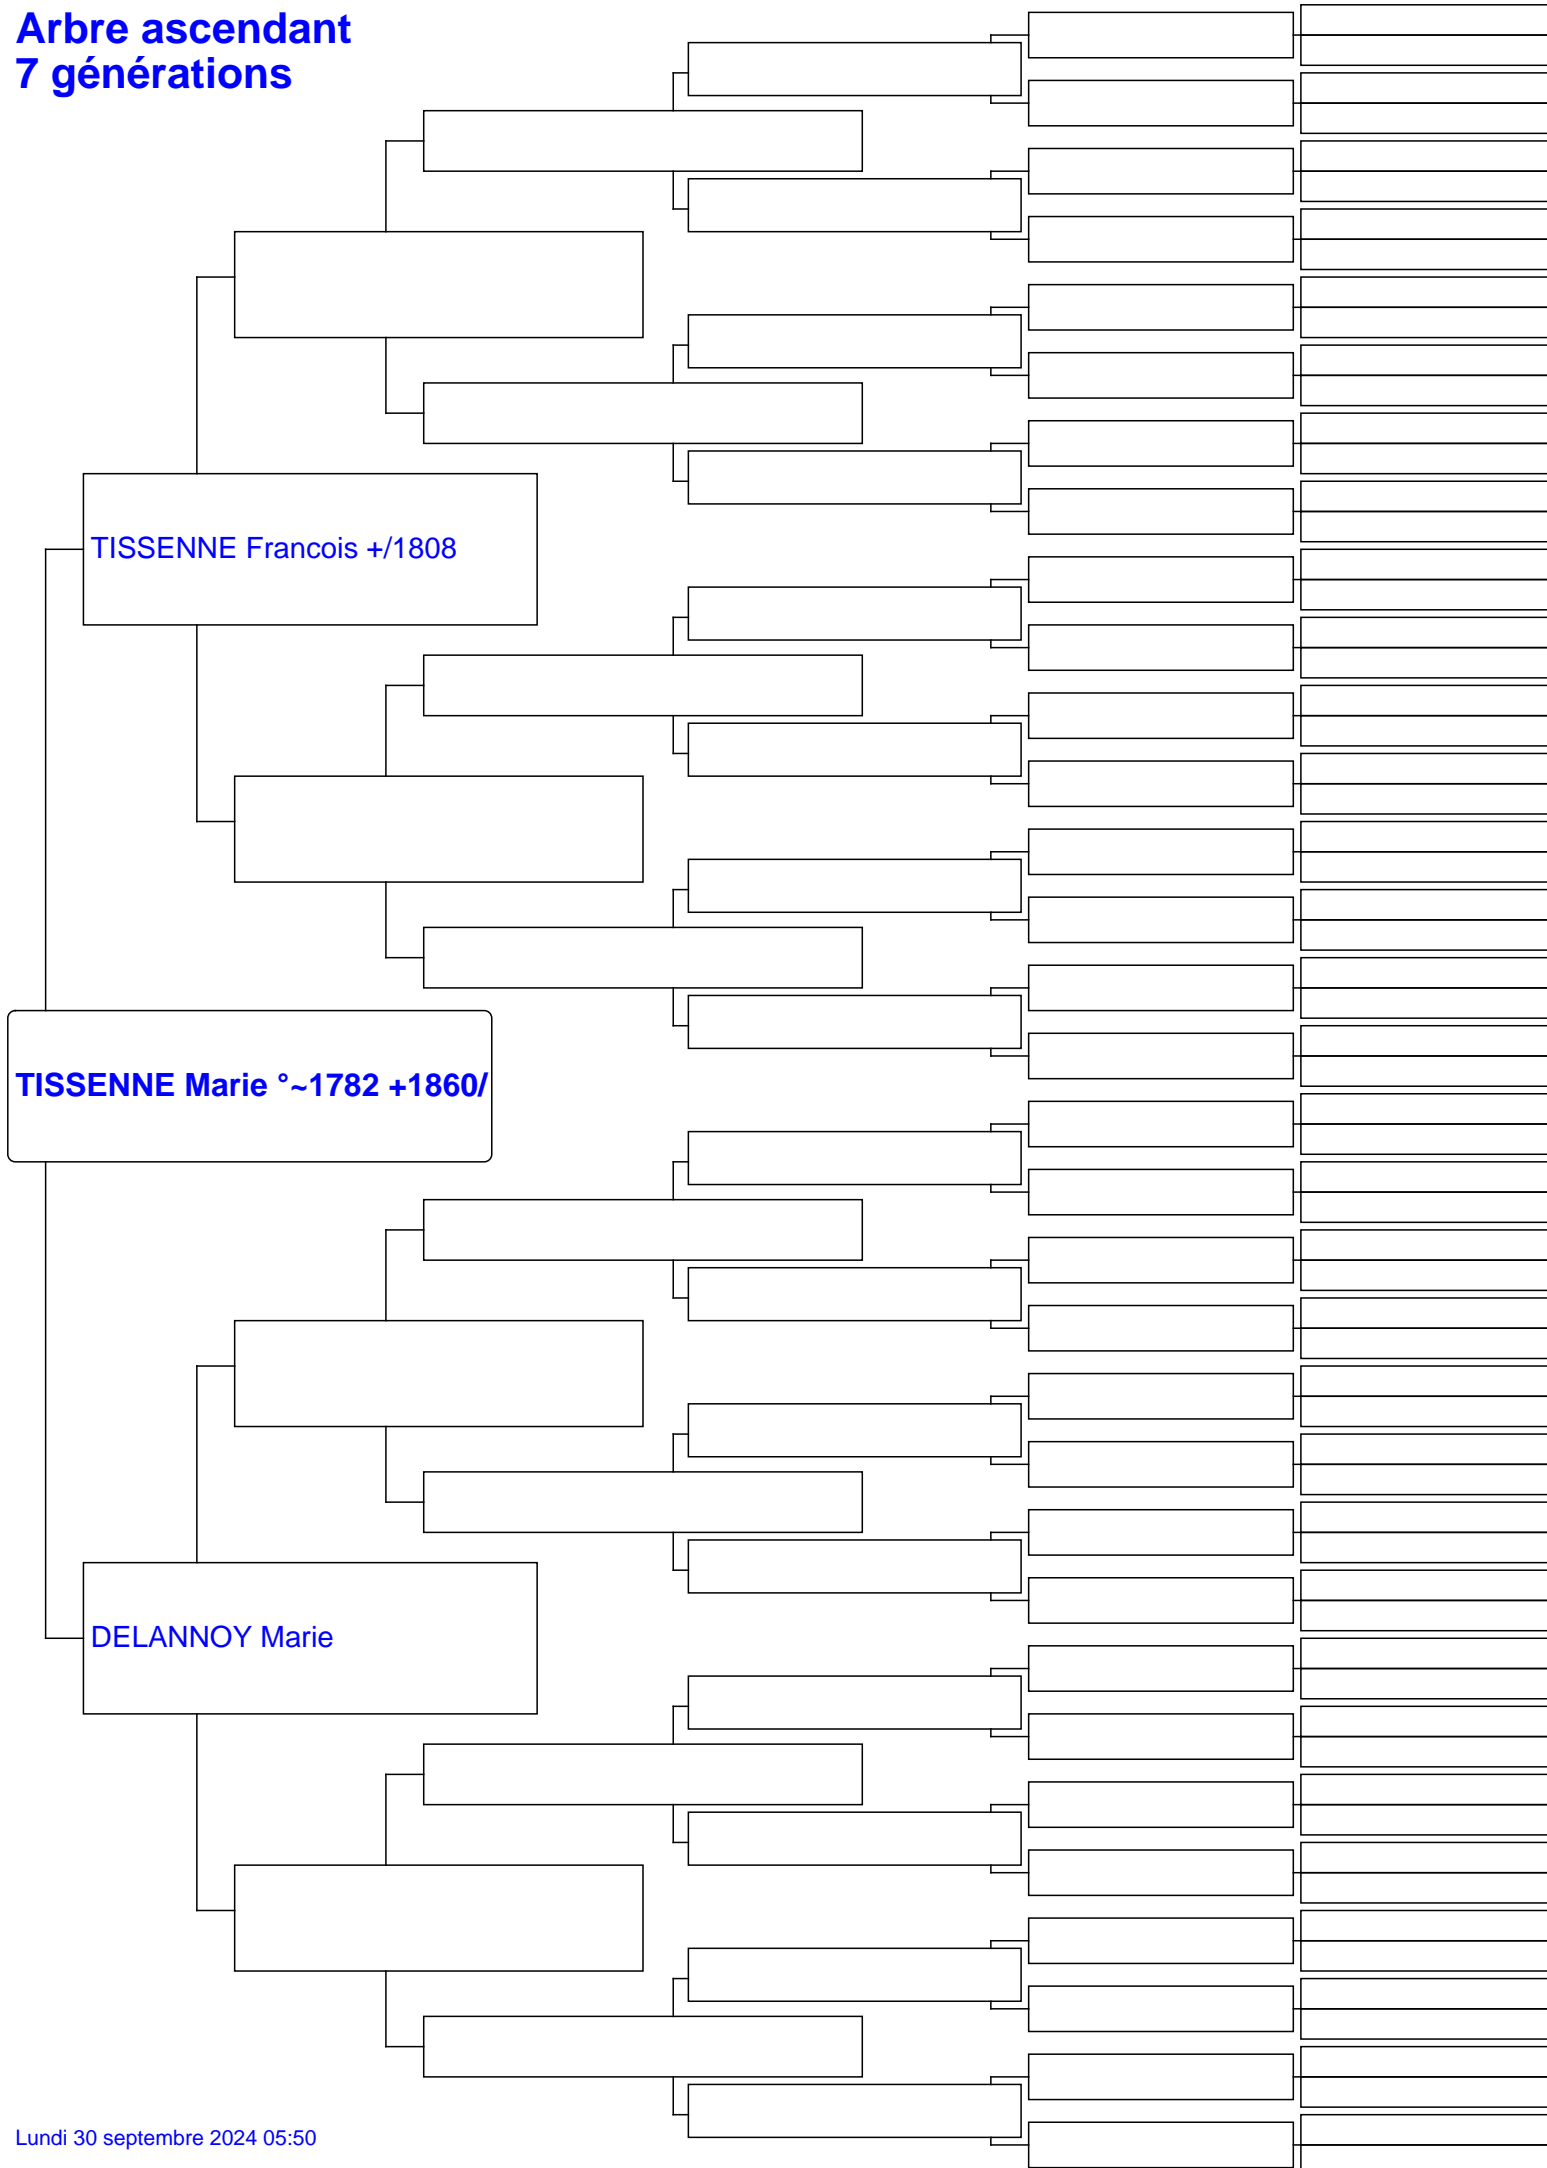 Arbre ascendant
7 générations
TISSENNE Francois +/1808
TISSENNE Marie °~1782 +1860/
DELANNOY Marie
Lundi 30 septembre 2024 05:50